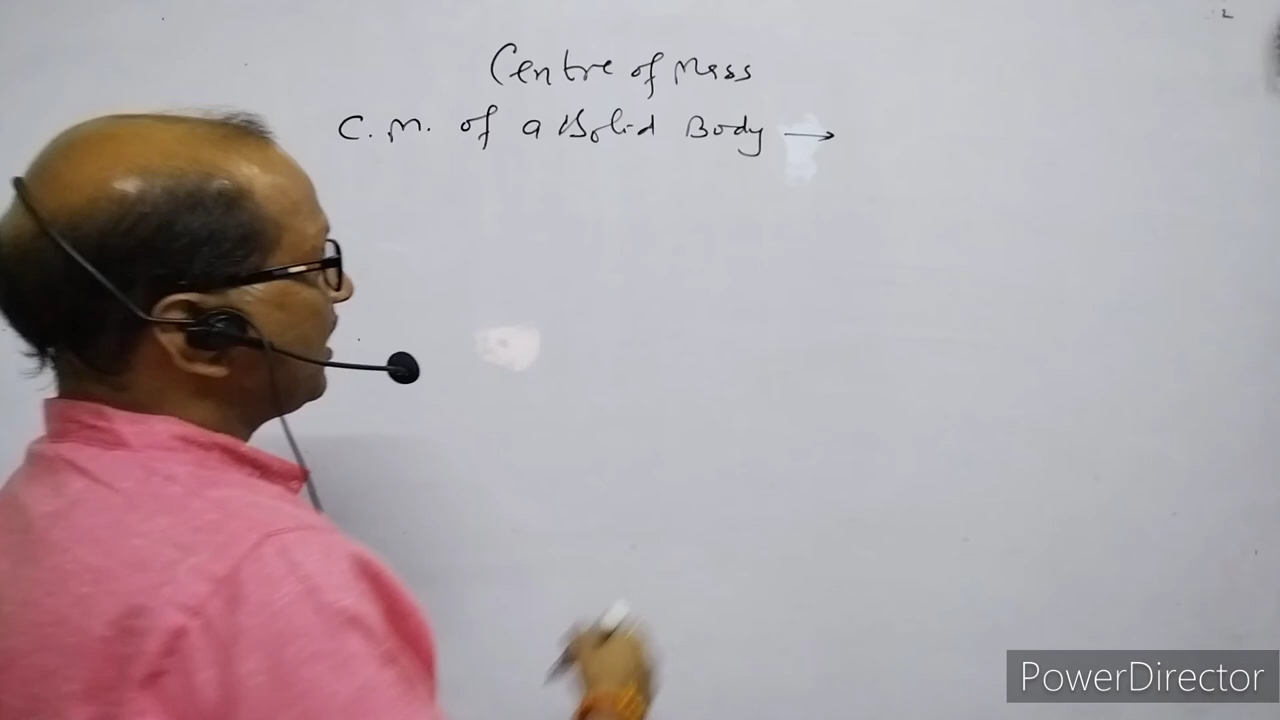 Centre of Mass
C. M. of a Solid Body →
PowerDirector